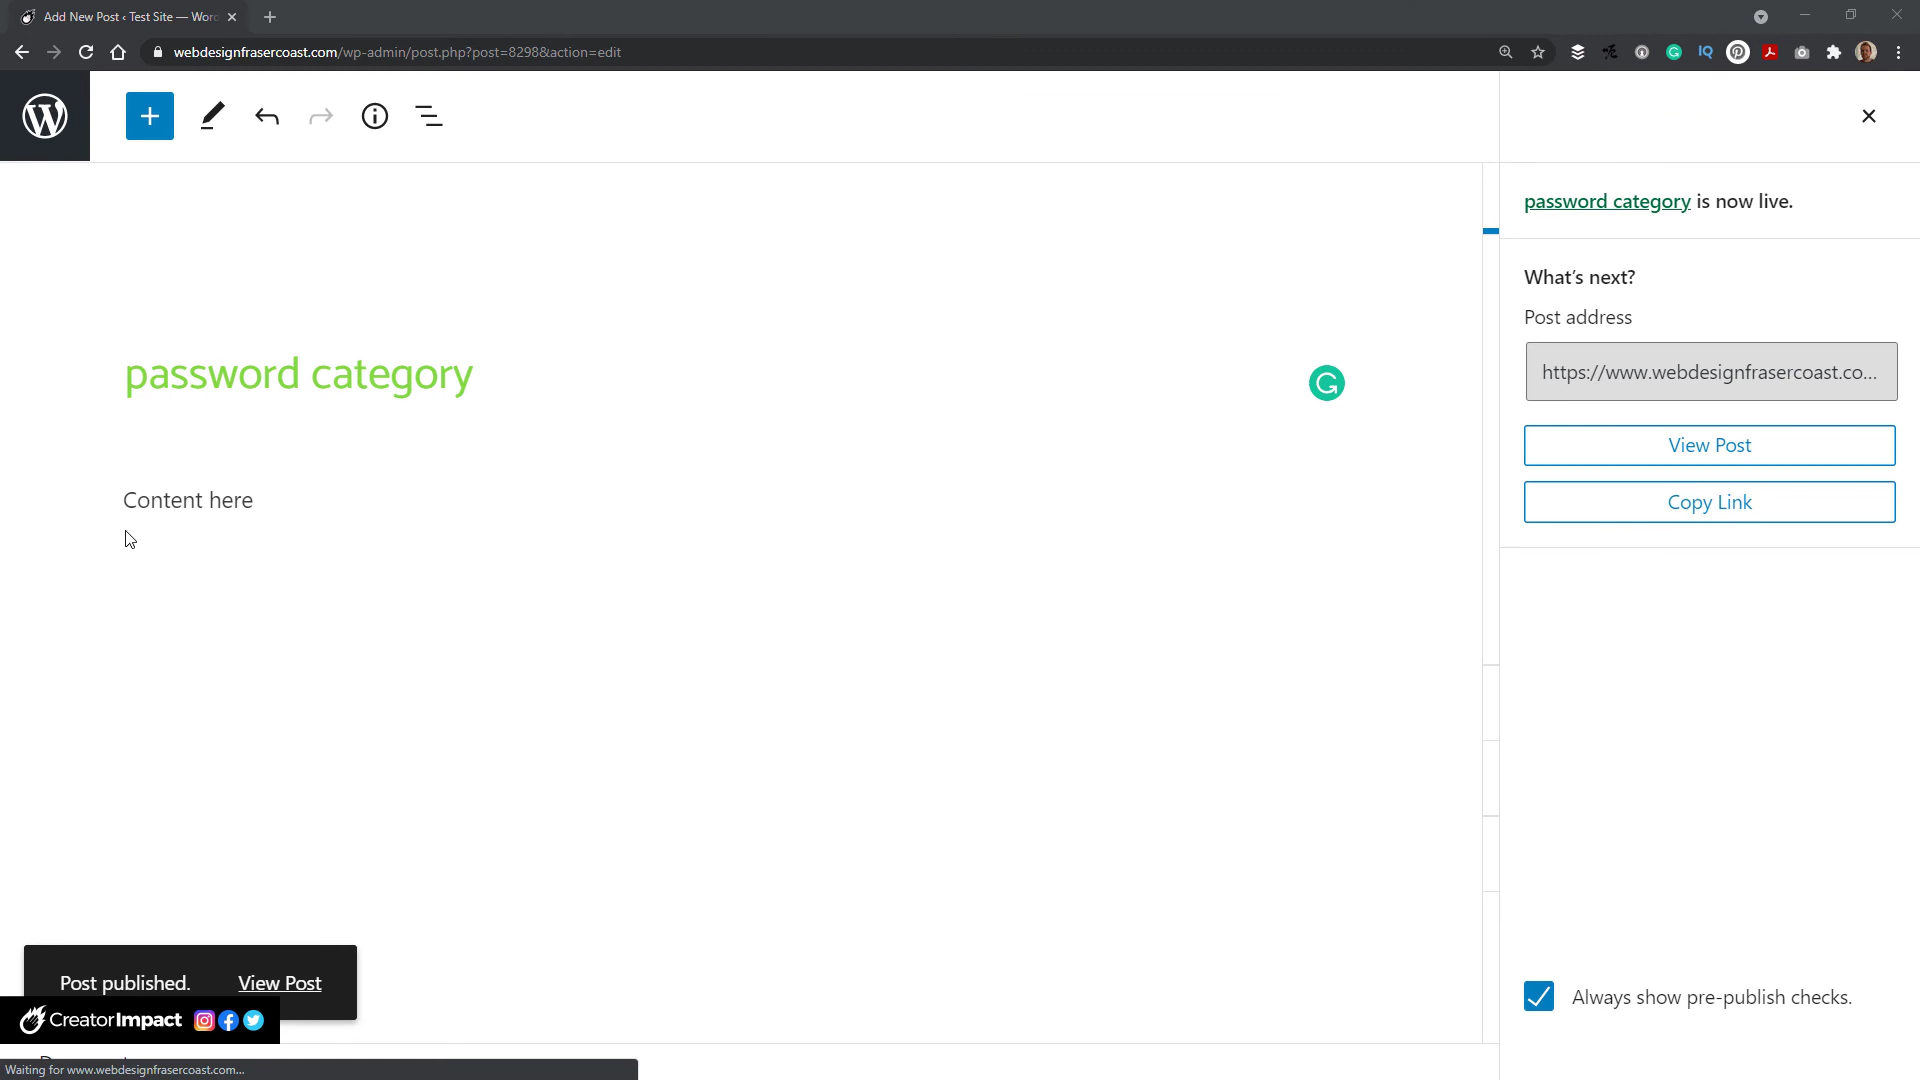 Add New Post ‹ Test Site — Wor
webdesignfrasercoast.com/wp-admin/post.php?post=8298&action=edit
password category is now live.
What's next?
Post address
https://www.webdesignfrasercoast.co...
View Post
Copy Link
password category
Content here
Always show pre-publish checks.
Post published. View Post
CreatorImpact
Waiting for www.webdesignfrasercoast.com...